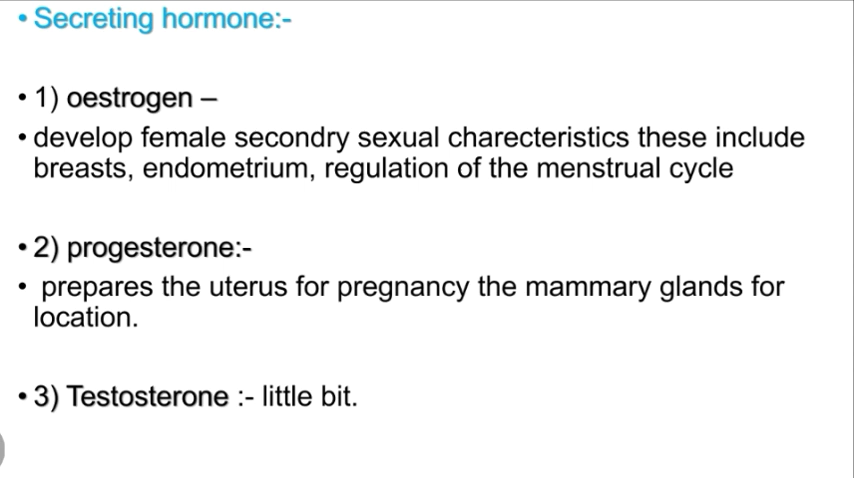 • Secreting hormone:-
• 1) oestrogen –
• develop female secondry sexual charecteristics these include
breasts, endometrium, regulation of the menstrual cycle
• 2) progesterone:-
• prepares the uterus for pregnancy the mammary glands for
location.
• 3) Testosterone :- little bit.